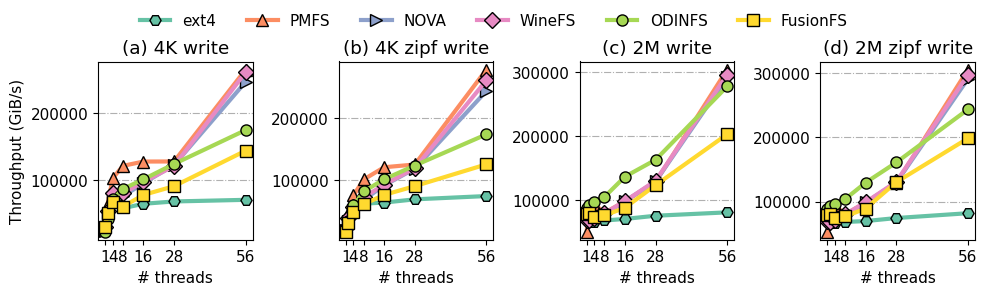 ext4 PMFS NOVA WineFS ODINFS FusionFS
(a) 4K write (b) 4K zipf write (c) 2M write (d) 2M zipf write
Throughput (GiB/s)
200000
100000
1 4 8 16 28 56
# threads
200000
100000
1 4 8 16 28 56
# threads
300000
200000
100000
1 4 8 16 28 56
# threads
300000
200000
100000
1 4 8 16 28 56
# threads